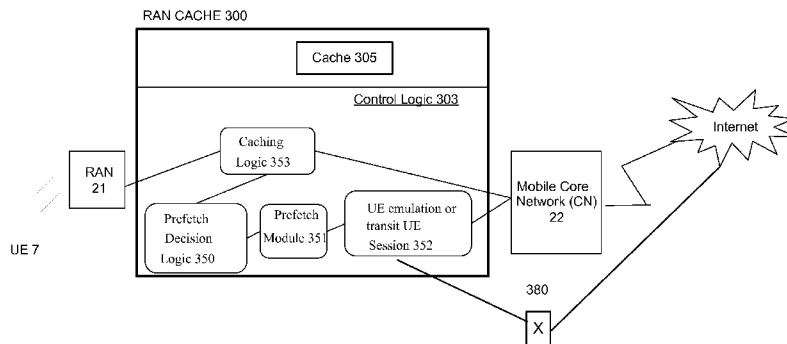 RAN CACHE 300
Cache 305
Control Logic 303
Internet
Caching
Logic 353
RAN
21
Mobile Core
Network (CN)
22
Prefetch
Decision
Logic 350
Prefetch
Module 351
UE emulation or
transit UE
Session 352
UE 7
380
X